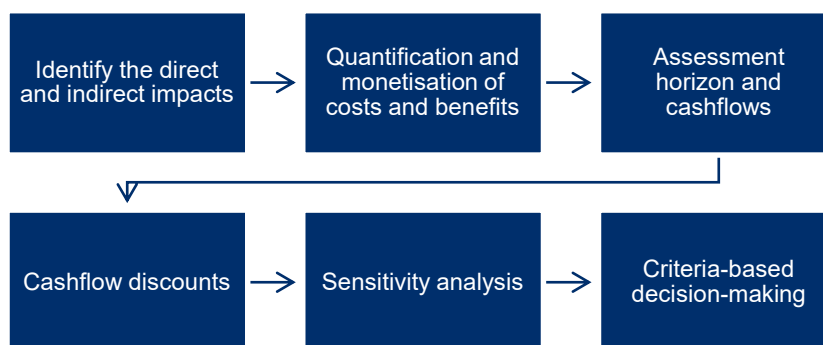 Identify the direct
and indirect impacts
Quantification and
monetisation of
costs and benefits
Assessment
horizon and
cashflows
Cashflow discounts
Sensitivity analysis
Criteria-based
decision-making